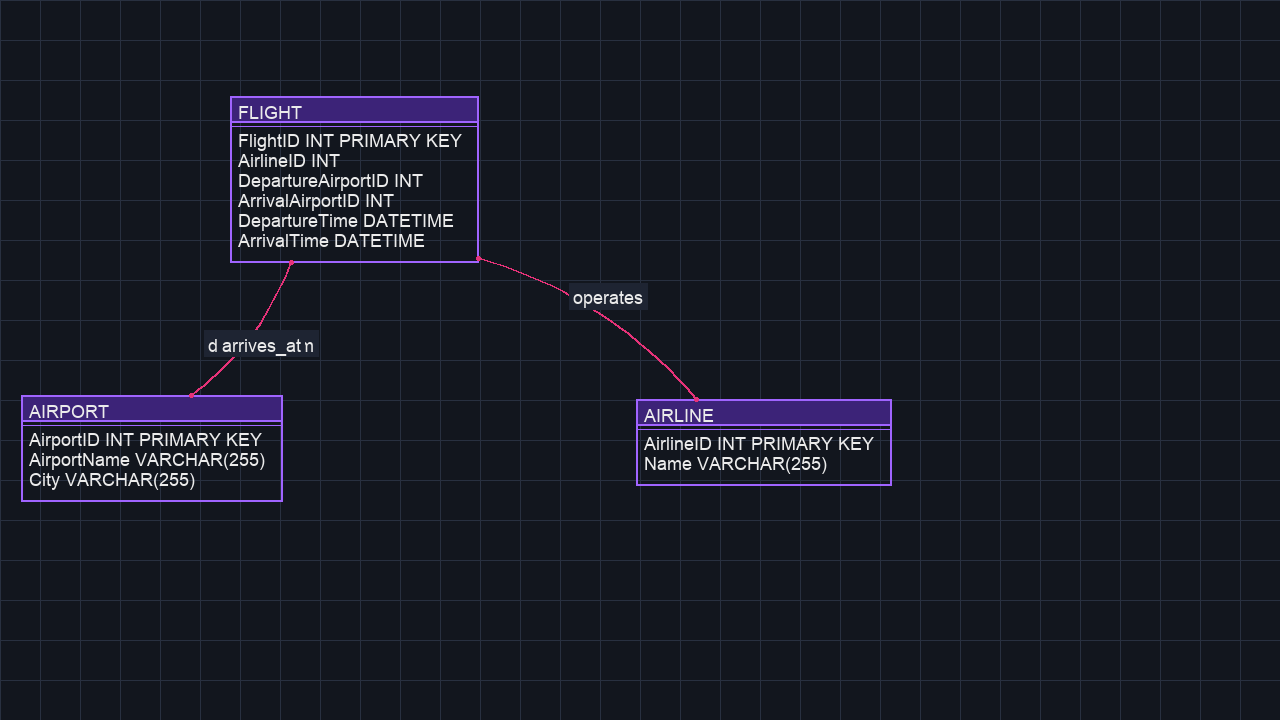 FLIGHT
FlightID INT PRIMARY KEY
AirlineID INT
DepartureAirportID INT
ArrivalAirportID INT
DepartureTime DATETIME
ArrivalTime DATETIME
operates
arrives_at
AIRPORT
AirportID INT PRIMARY KEY
AirportName VARCHAR(255)
City VARCHAR(255)
AIRLINE
AirlineID INT PRIMARY KEY
Name VARCHAR(255)